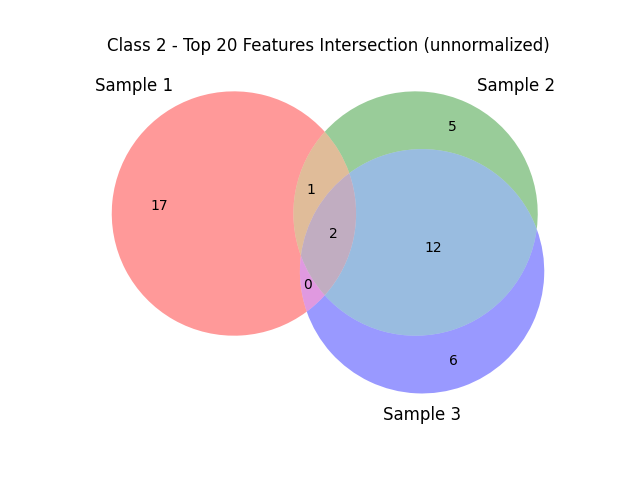 Class 2 - Top 20 Features Intersection (unnormalized)
Sample 1
Sample 2
5
1
17
2
12
0
6
Sample 3